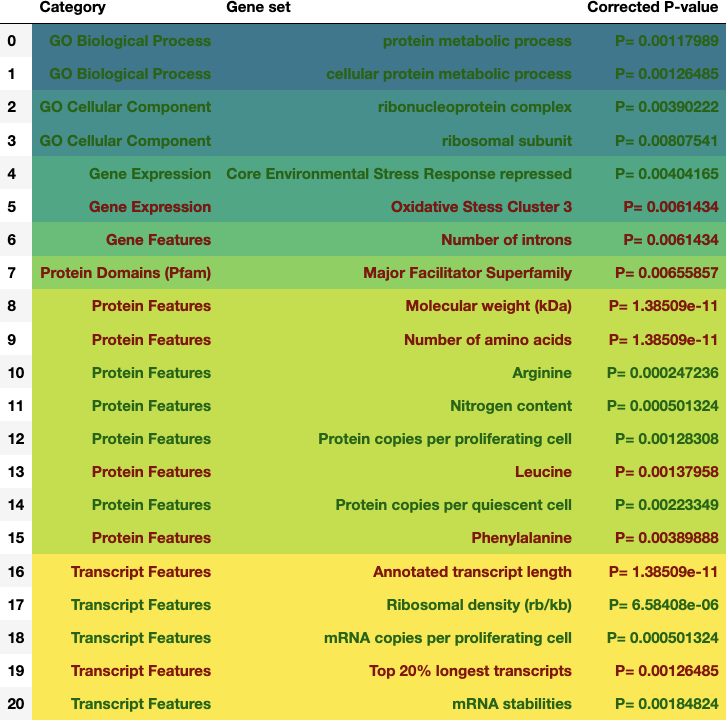 Category Gene set Corrected P-value
0 GO Biological Process protein metabolic process P= 0.00117989
1 GO Biological Process cellular protein metabolic process P= 0.00126485
2 GO Cellular Component ribonucleoprotein complex P= 0.00390222
3 GO Cellular Component ribosomal subunit P= 0.00807541
4 Gene Expression Core Environmental Stress Response repressed P= 0.00404165
5 Gene Expression Oxidative Stess Cluster 3 P= 0.0061434
6 Gene Features Number of introns P= 0.0061434
7 Protein Domains (Pfam) Major Facilitator Superfamily P= 0.00655857
8 Protein Features Molecular weight (kDa) P= 1.38509e-11
9 Protein Features Number of amino acids P= 1.38509e-11
10 Protein Features Arginine P= 0.000247236
11 Protein Features Nitrogen content P= 0.000501324
12 Protein Features Protein copies per proliferating cell P= 0.00128308
13 Protein Features Leucine P= 0.00137958
14 Protein Features Protein copies per quiescent cell P= 0.00223349
15 Protein Features Phenylalanine P= 0.00389888
16 Transcript Features Annotated transcript length P= 1.38509e-11
17 Transcript Features Ribosomal density (rb/kb) P= 6.58408e-06
18 Transcript Features mRNA copies per proliferating cell P= 0.000501324
19 Transcript Features Top 20% longest transcripts P= 0.00126485
20 Transcript Features mRNA stabilities P= 0.00184824